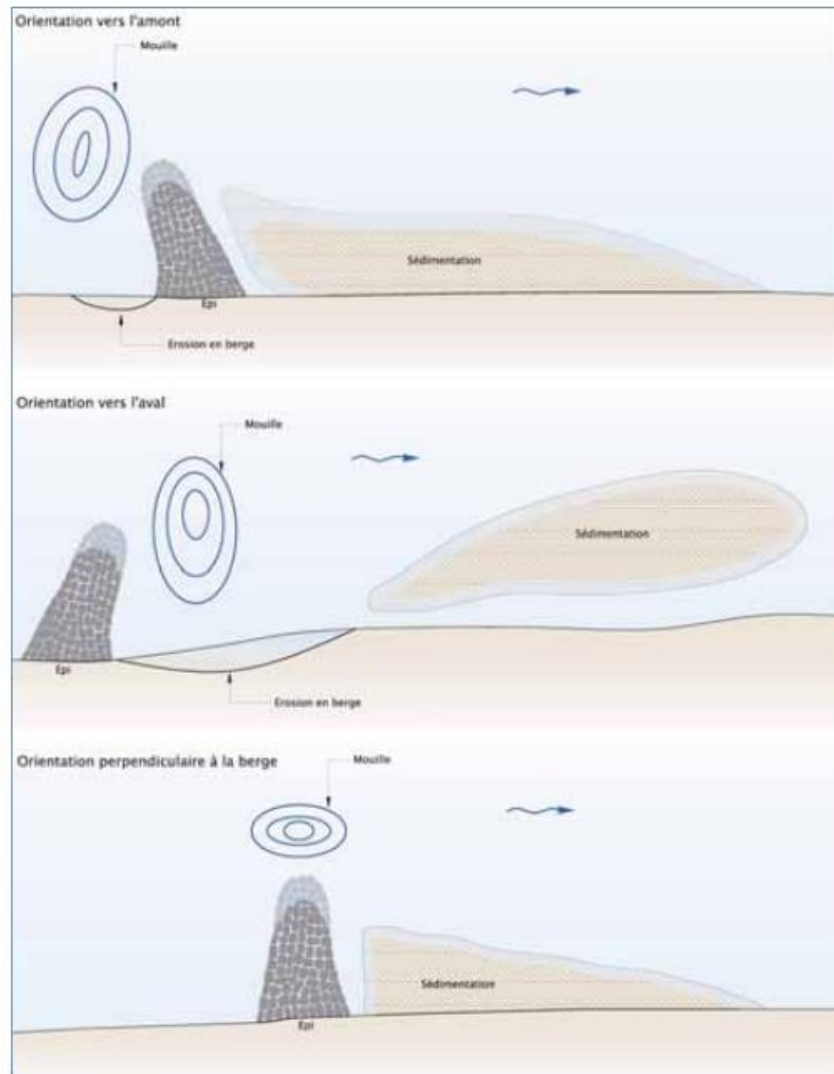 Orientation vers l'amont
Mouille
Sédimentation
Epi
Erosion en berge
Orientation vers l'aval
Mouille
Sédimentation
Epi
Erosion en berge
Orientation perpendiculaire à la berge
Mouille
Sédimentation
Epi